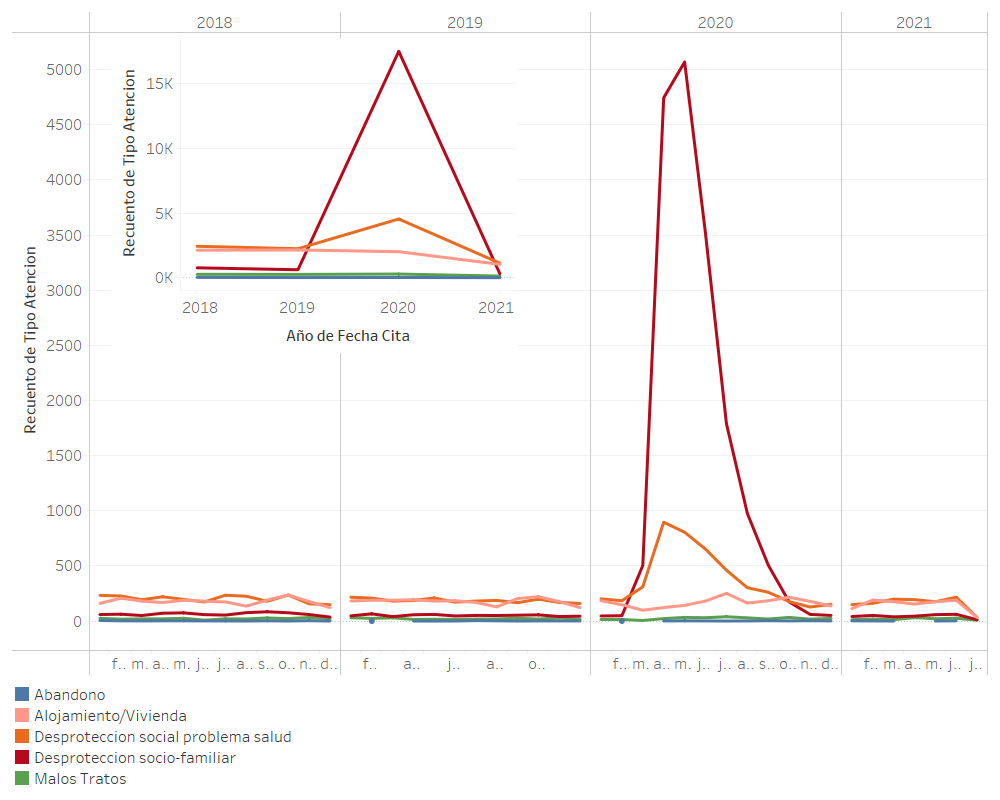 2018 2019 2020 2021
5000
4500
4000
3500
3000
2500
2000
1500
1000
500
0
Recuento de Tipo Atencion
15K
10K
5K
0K
Recuento de Tipo Atencion
2018 2019 2020 2021
Año de Fecha Cita
f.. m. a.. m. j.. j.. a.. s.. o.. n.. d.. f.. a.. j.. a.. o.. f.. m. a.. m. j.. j.. a.. s.. o.. n.. d.. f.. m. a.. m. j.. j..
Abandono
Alojamiento/Vivienda
Desproteccion social problema salud
Desproteccion socio-familiar
Malos Tratos